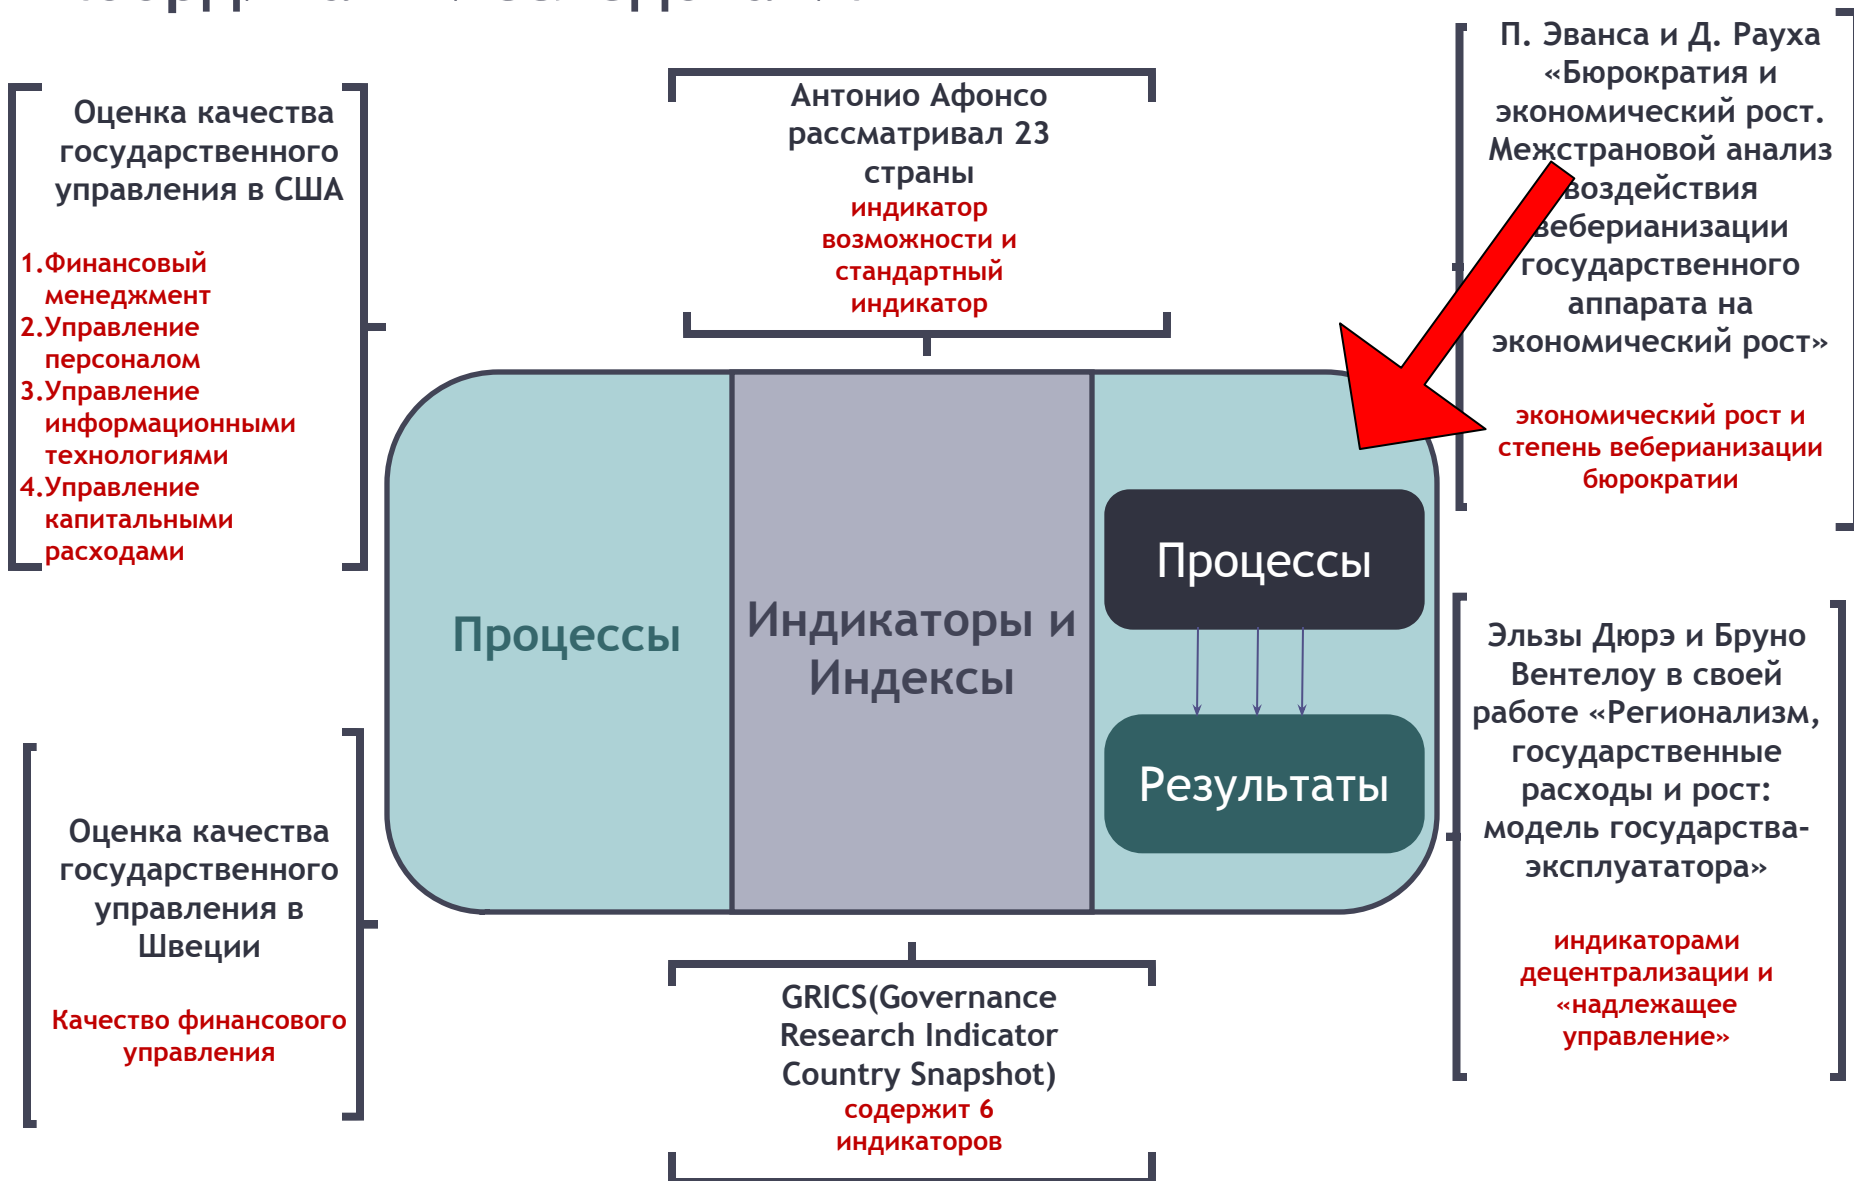 Оценка качества
государственного
управления в США
1.Финансовый
менеджмент
2.Управление
персоналом
3.Управление
информационными
технологиями
4.Управление
капитальными
расходами
Антонио Афонсо
рассматривал 23
страны
индикатор
возможности и
стандартный
индикатор
П. Эванса и Д. Рауха
«Бюрократия и
экономический рост.
Межстрановой анализ
воздействия
веберианизации
государственного
аппарата на
экономический рост»
экономический рост и
степень веберианизации
бюрократии
Процессы
Индикаторы и
Индексы
Процессы
Результаты
Оценка качества
государственного
управления в
Швеции
Качество финансового
управления
GRICS(Governance
Research Indicator
Country Snapshot)
содержит 6
индикаторов
Эльзы Дюрэ и Бруно
Вентелоу в своей
работе «Регионализм,
государственные
расходы и рост:
модель государства-
эксплуататора»
индикаторами
децентрализации и
«надлежащее
управление»